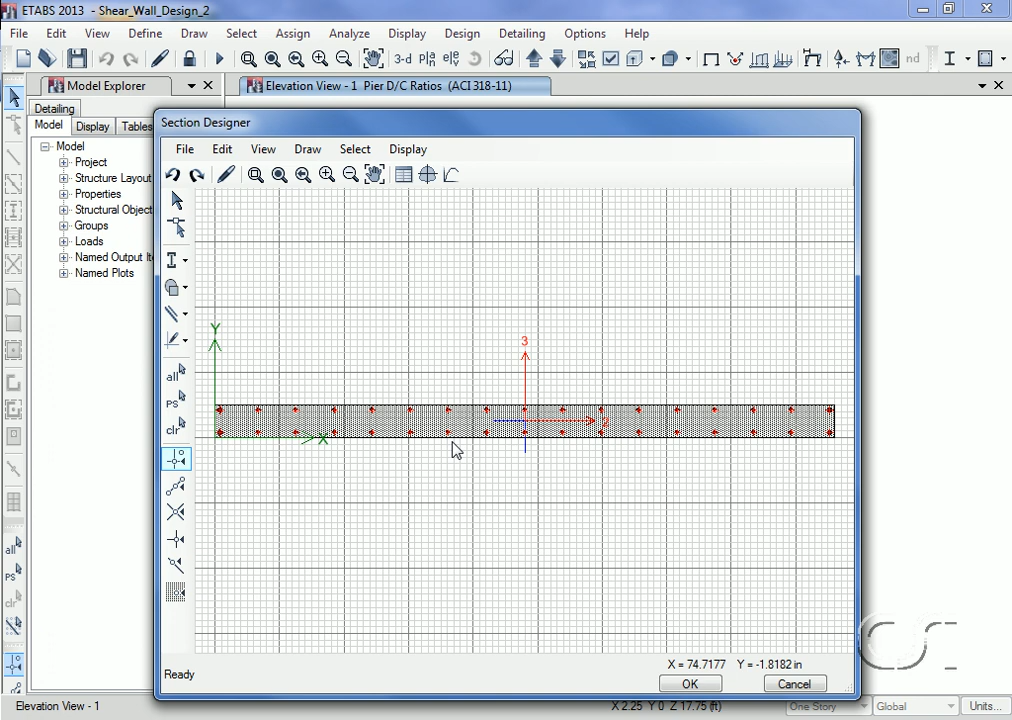 ETABS 2013 - Shear_Wall_Design_2
File Edit View Define Draw Select Assign Analyze Display Design Detailing Options Help
3-d plä elë nd
Model Explorer
Elevation View - 1 Pier D/C Ratios (ACI 318-11)
Detailing
Model Display Tables
Model
Project
Structure Layout
Properties
Structural Object
Groups
Loads
Named Output It
Named Plots
Section Designer
File Edit View Draw Select Display
all
ps
clr
Y
X
3
2
all
PS
clr
X = 74.7177 Y = -1.8182 in
Ready
OK Cancel
CSI
Elevation View - 1
X 2.25 Y 0 Z 17.75 (ft)
One Story Global Units...